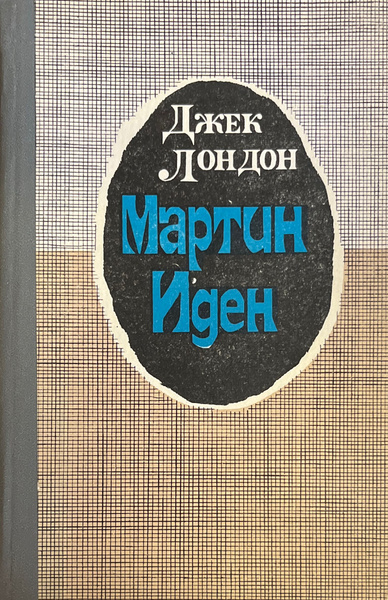 Джек
Лондон
Мартин
Иден